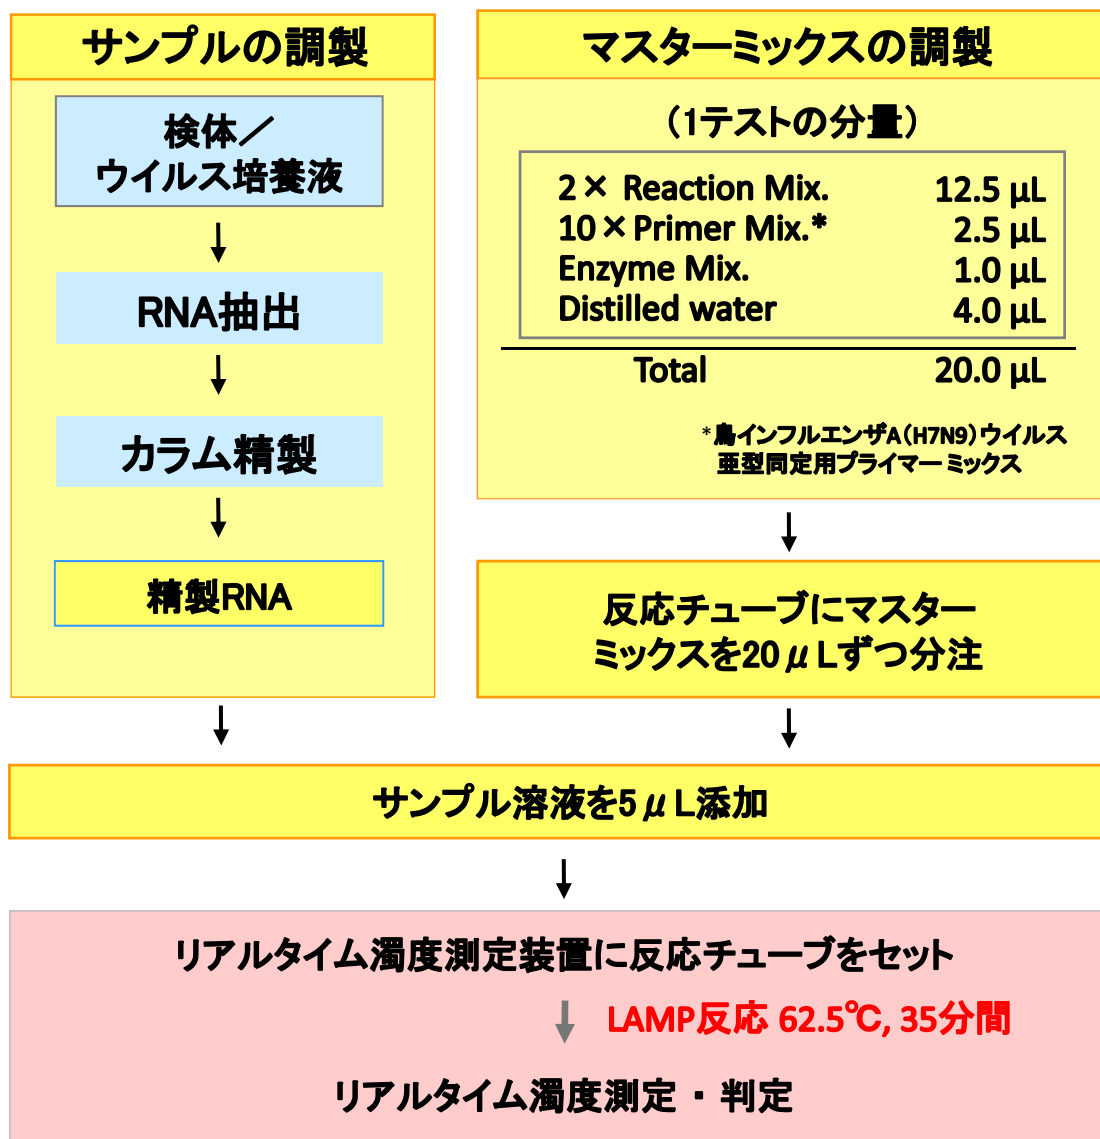 サンプルの調製
検体／
ウイルス培養液
↓
RNA抽出
↓
カラム精製
↓
精製RNA
↓
マスターミックスの調製
（1テストの分量）
2× Reaction Mix. 12.5 µL
10×Primer Mix.* 2.5 µL
Enzyme Mix. 1.0 µL
Distilled water 4.0 µL
Total 20.0 µL
*鳥インフルエンザA（H7N9）ウイルス
亜型同定用プライマーミックス
↓
反応チューブにマスター
ミックスを20μLずつ分注
↓
サンプル溶液を5μL添加
↓
リアルタイム濁度測定装置に反応チューブをセット
↓ LAMP反応 62.5℃, 35分間
リアルタイム濁度測定・判定